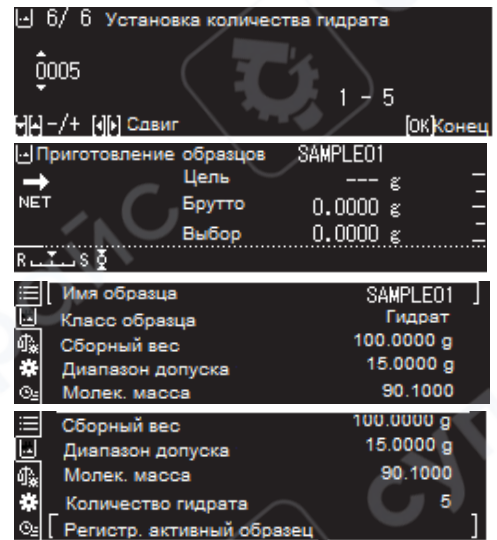 6/ 6 Установка количества гидрата
0005
1 - 5
-/+ Сдвиг [OK]Конец
Приготовление образцов SAMPLE01
Цель --- g
NET Брутто 0.0000 g
Выбор 0.0000 g
R S
Имя образца SAMPLE01
Класс образца Гидрат
Сборный вес 100.0000 g
Диапазон допуска 15.0000 g
Молек. масса 90.1000
Сборный вес 100.0000 g
Диапазон допуска 15.0000 g
Молек. масса 90.1000
Количество гидрата 5
[ Регистр. активный образец ]